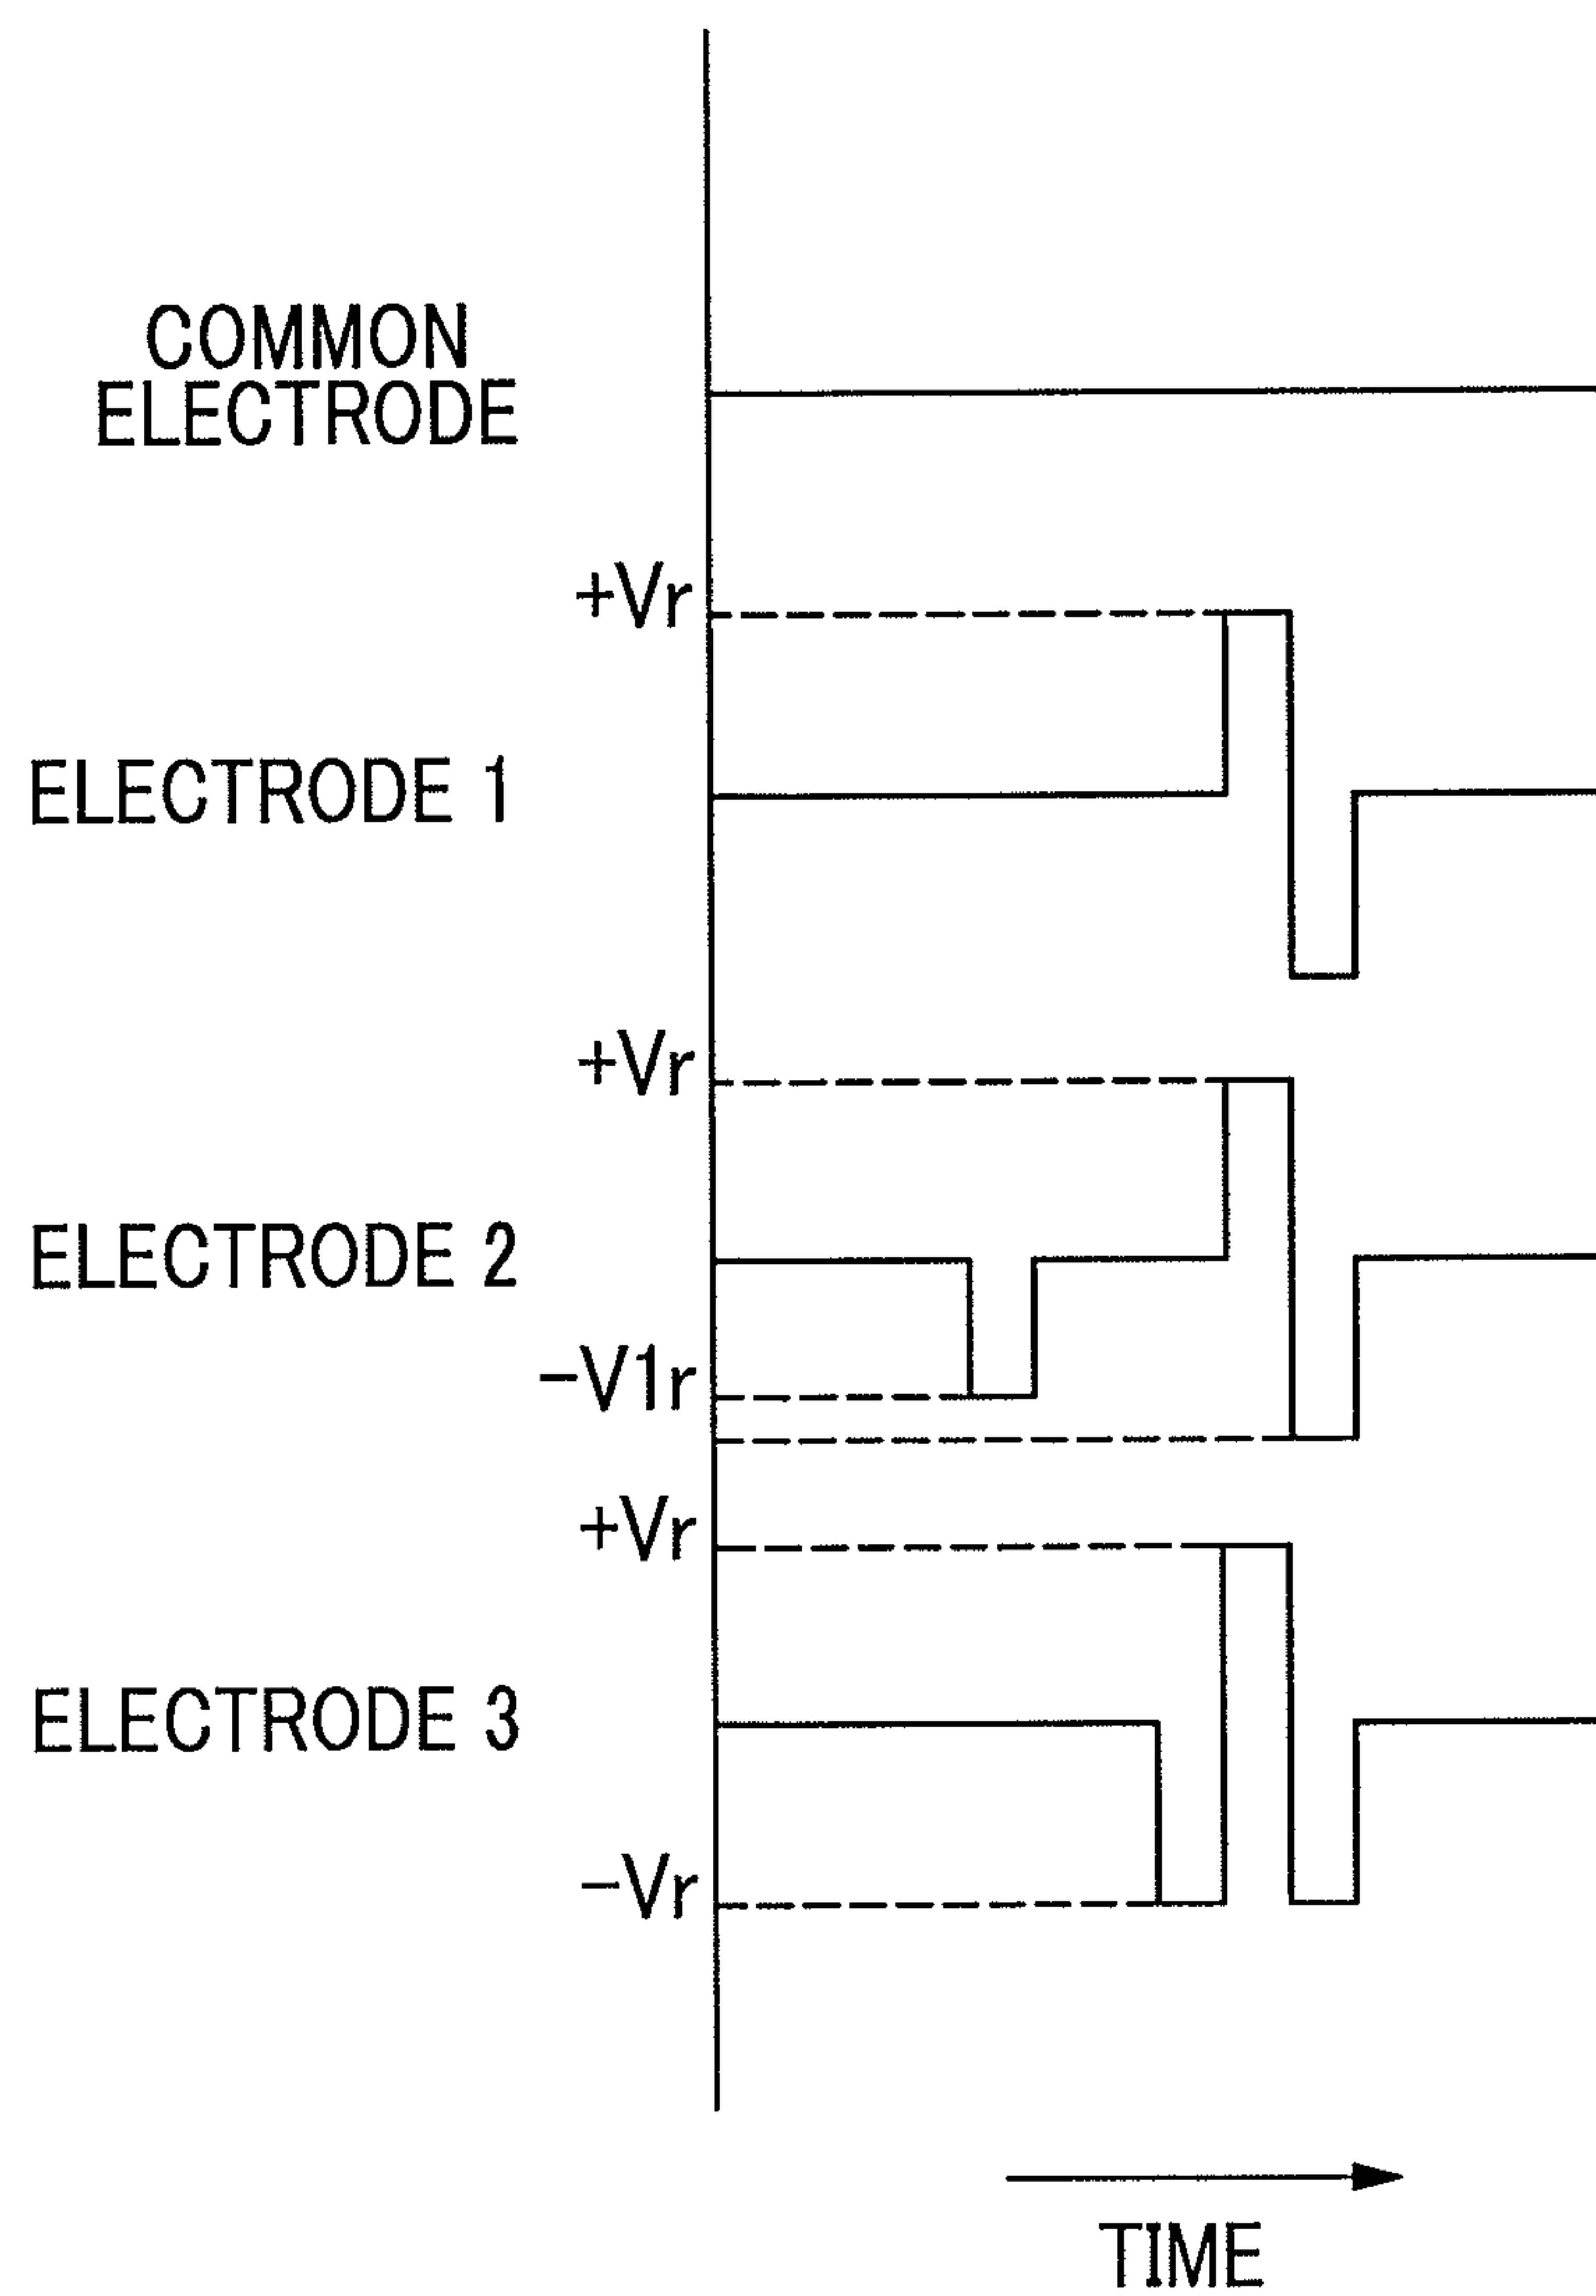 COMMON
ELECTRODE
+Vr
ELECTRODE 1
+Vr
ELECTRODE 2
-V1r
+Vr
ELECTRODE 3
-Vr
TIME